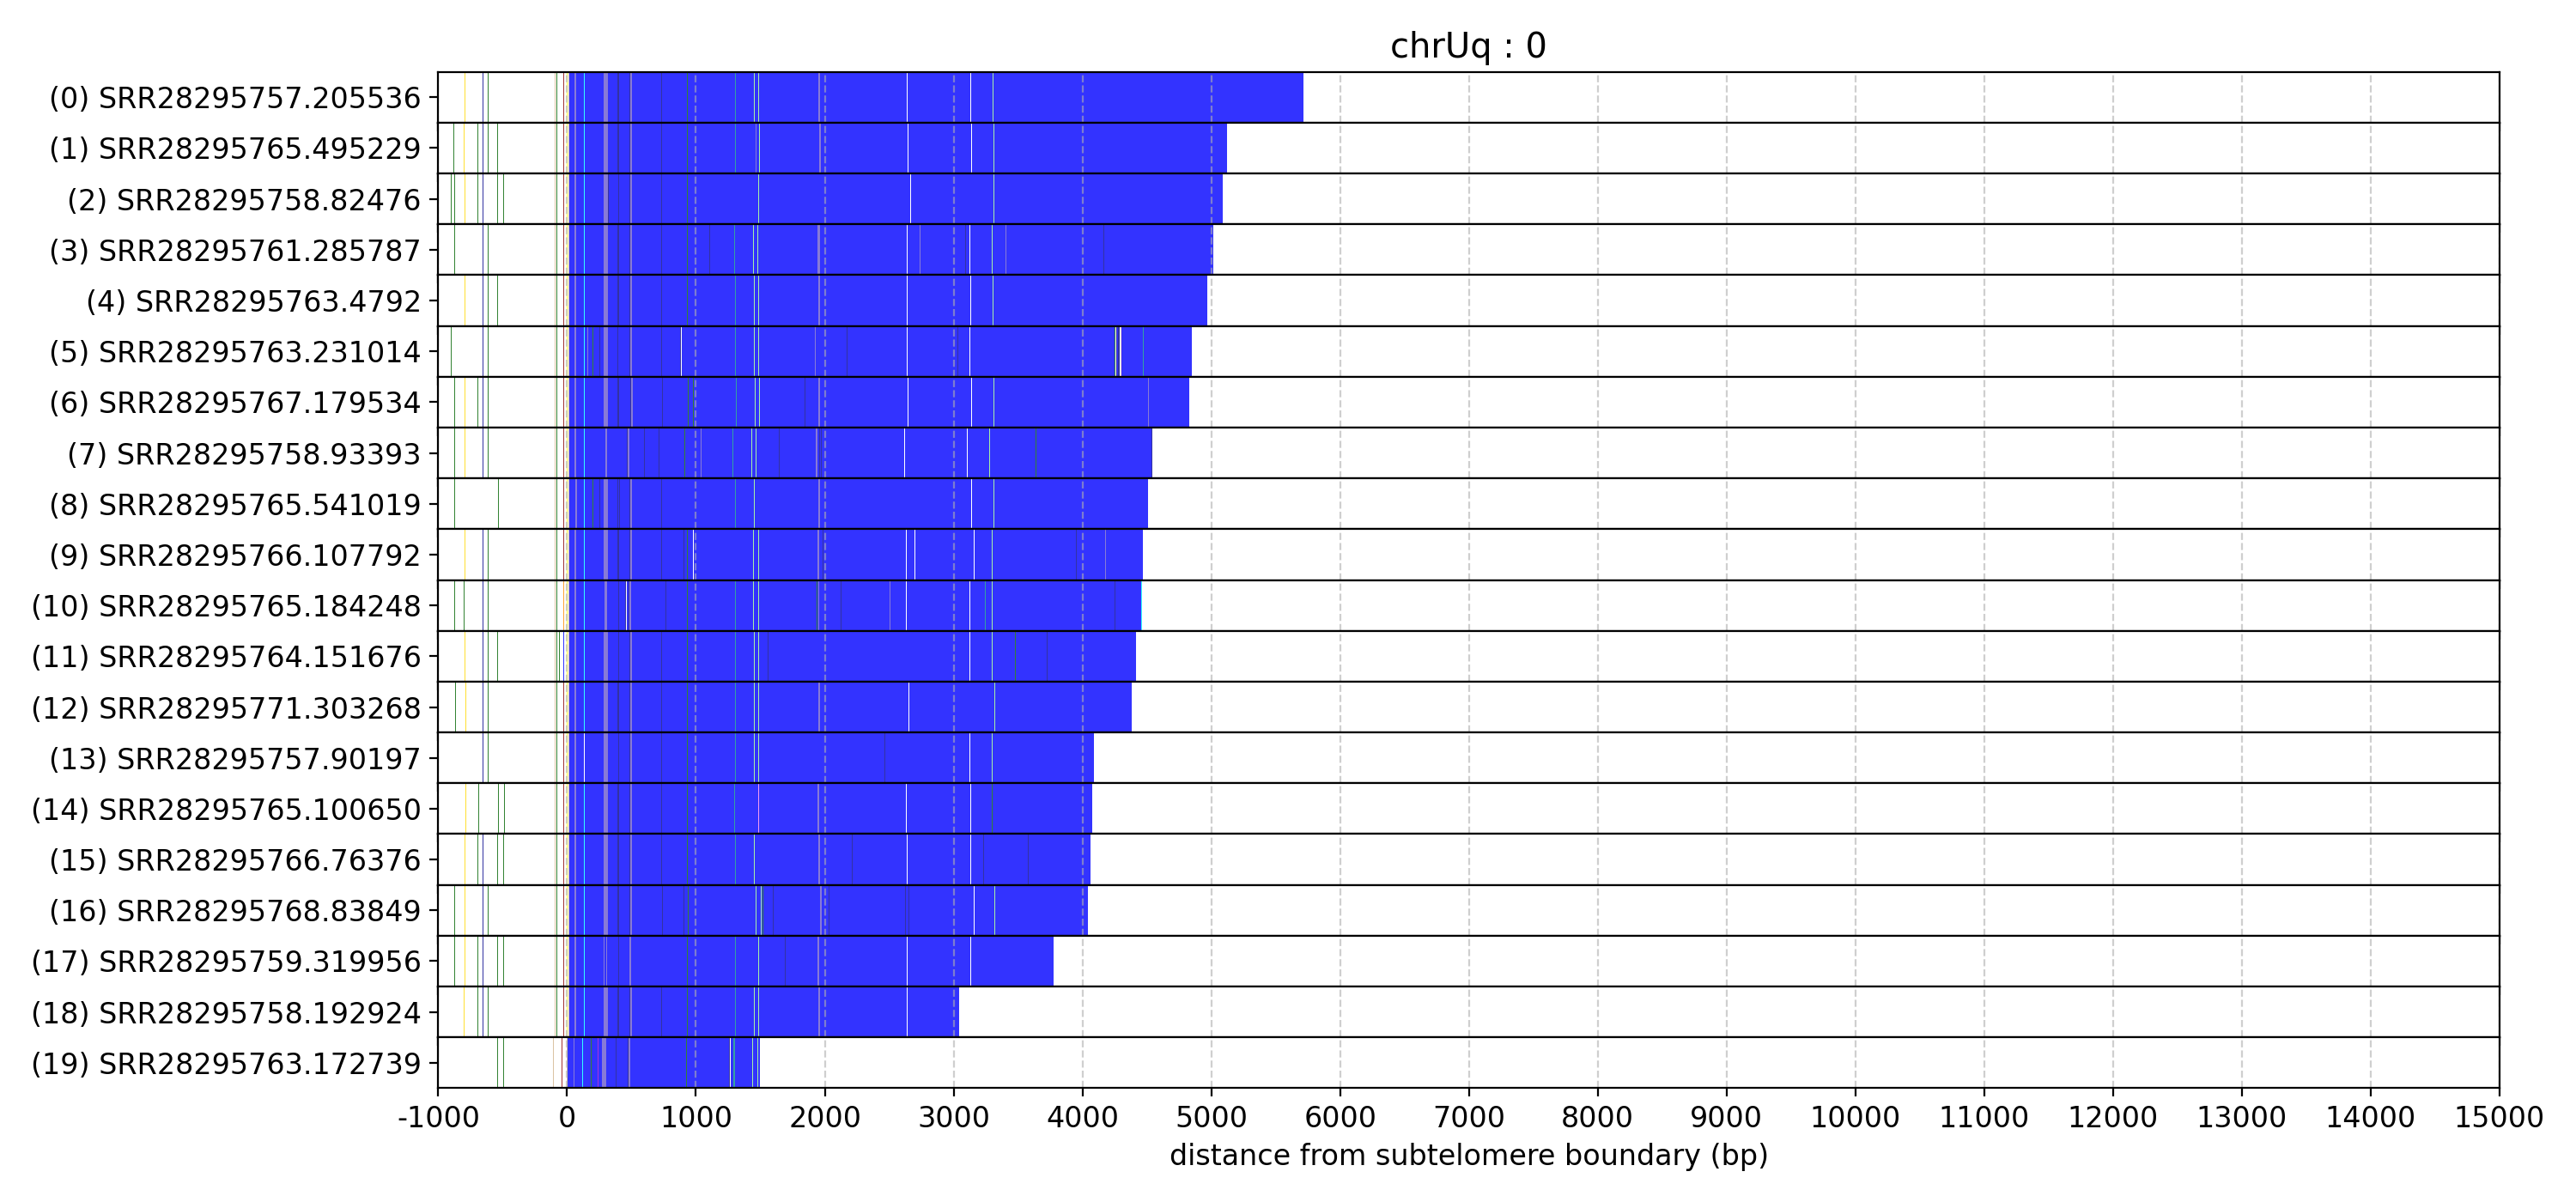 chrUq : 0
(0) SRR28295757.205536
(1) SRR28295765.495229
(2) SRR28295758.82476
(3) SRR28295761.285787
(4) SRR28295763.4792
(5) SRR28295763.231014
(6) SRR28295767.179534
(7) SRR28295758.93393
(8) SRR28295765.541019
(9) SRR28295766.107792
(10) SRR28295765.184248
(11) SRR28295764.151676
(12) SRR28295771.303268
(13) SRR28295757.90197
(14) SRR28295765.100650
(15) SRR28295766.76376
(16) SRR28295768.83849
(17) SRR28295759.319956
(18) SRR28295758.192924
(19) SRR28295763.172739
-1000 0 1000 2000 3000 4000 5000 6000 7000 8000 9000 10000 11000 12000 13000 14000 15000
distance from subtelomere boundary (bp)